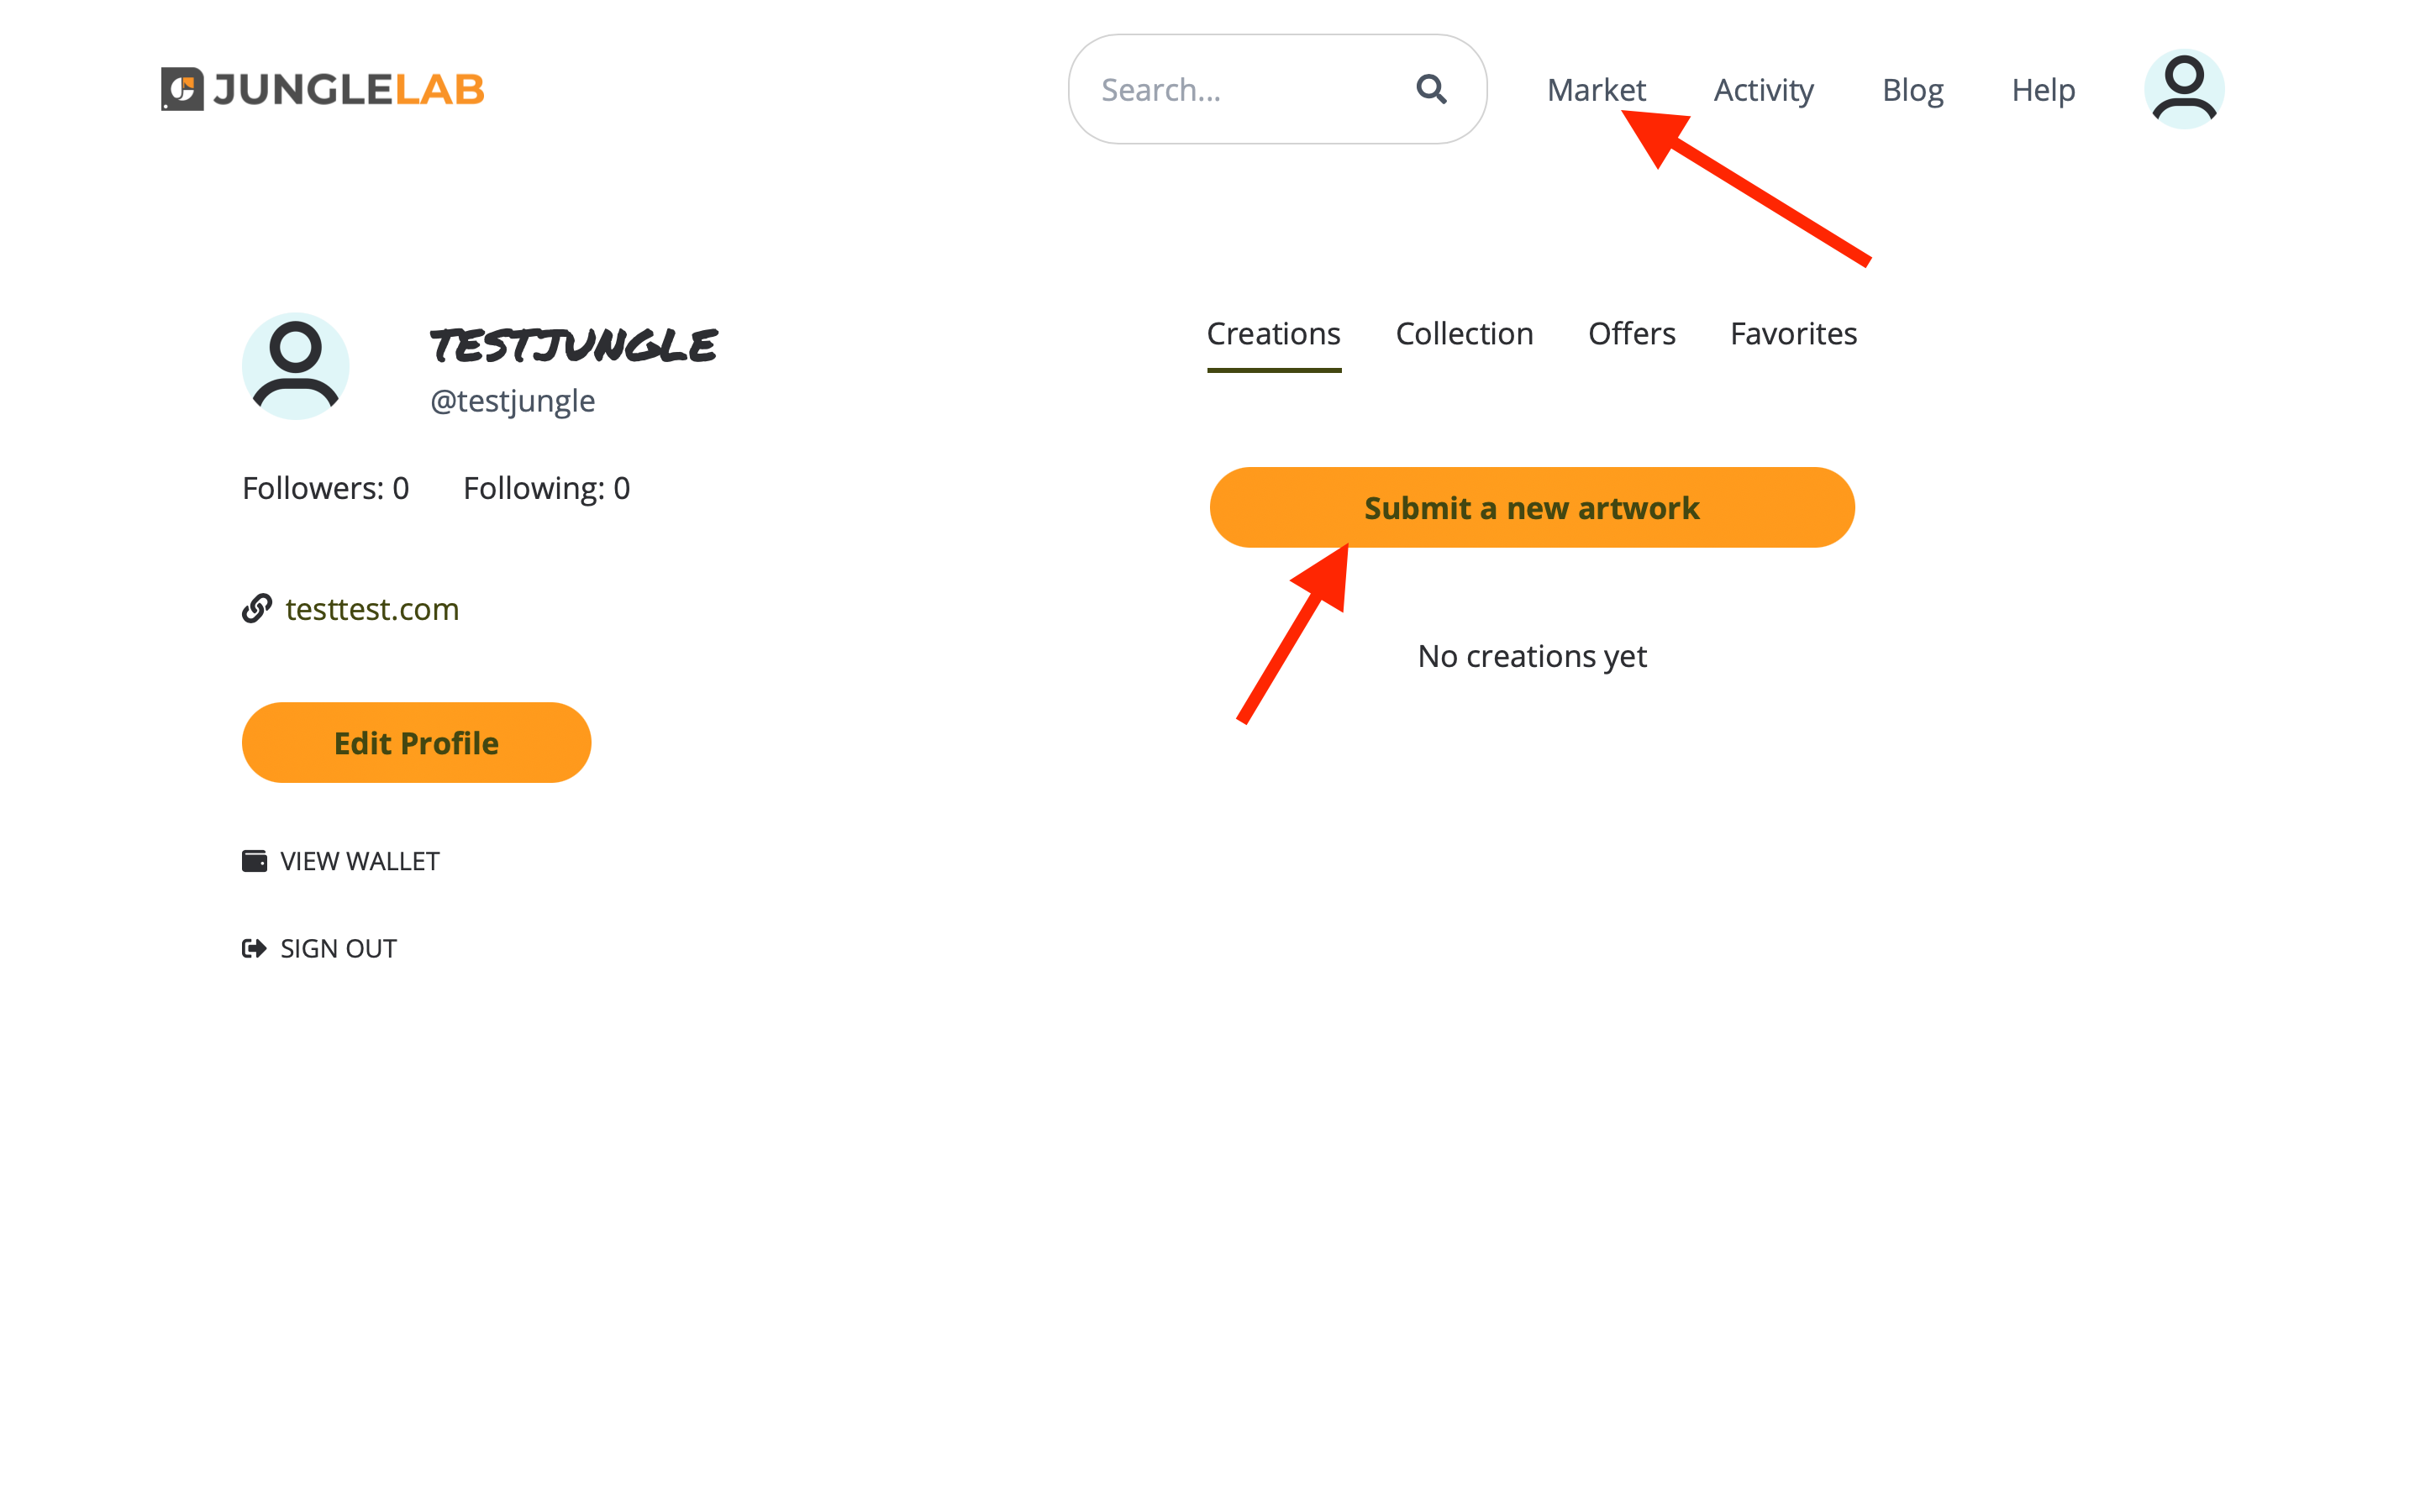 JUNGLELAB
Search...
Market
Activity
Blog
Help
TESTJUNGLE
@testjungle
Followers: 0
Following: 0
testtest.com
Edit Profile
VIEW WALLET
SIGN OUT
Creations
Collection
Offers
Favorites
Submit a new artwork
No creations yet